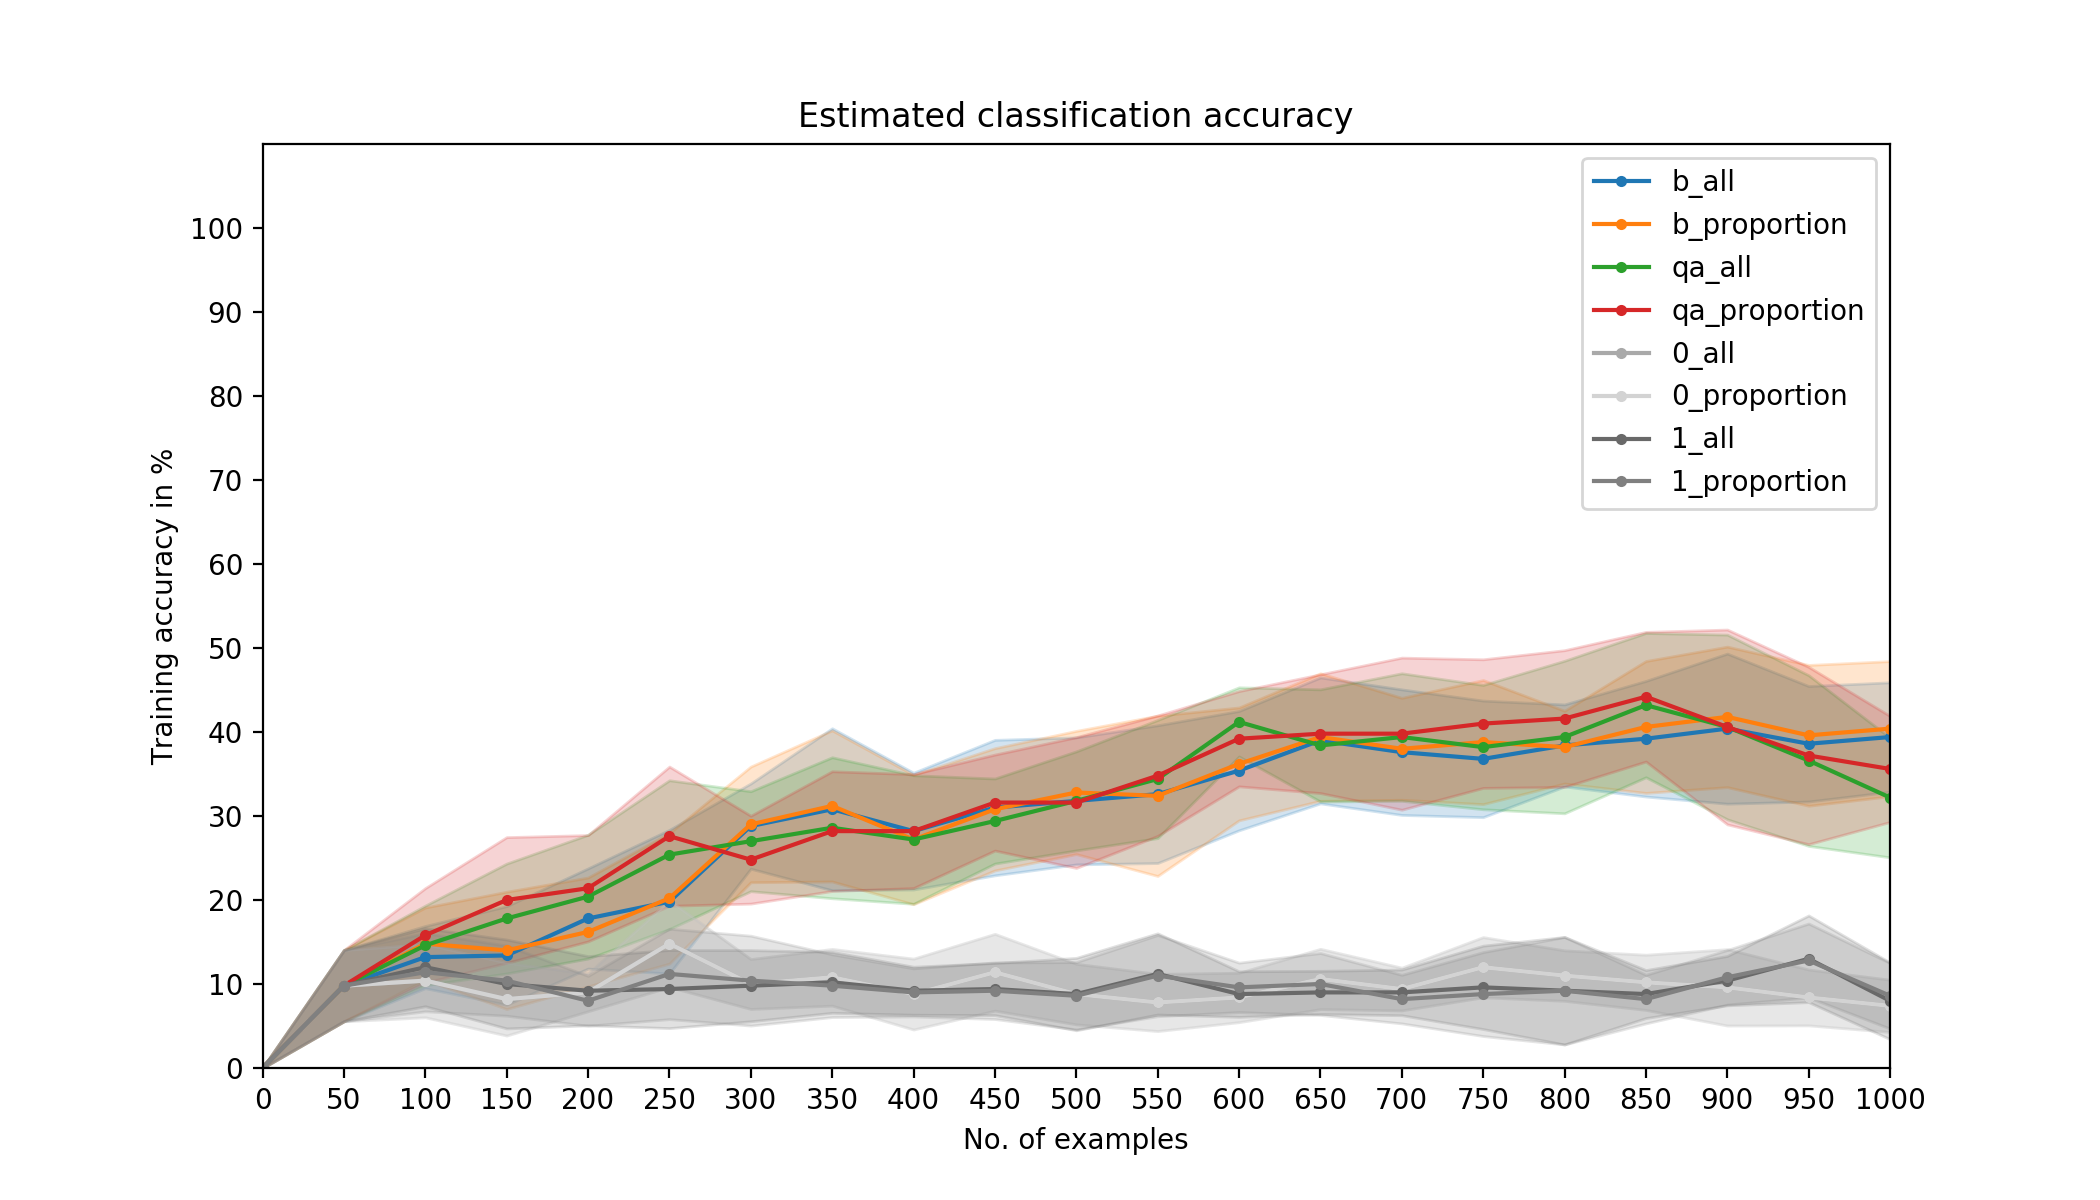 Estimated classification accuracy
b_all
b_proportion
qa_all
qa_proportion
0_all
0_proportion
1_all
1_proportion
Training accuracy in %
100
90
80
70
60
50
40
30
20
10
0
0 50 100 150 200 250 300 350 400 450 500 550 600 650 700 750 800 850 900 950 1000
No. of examples